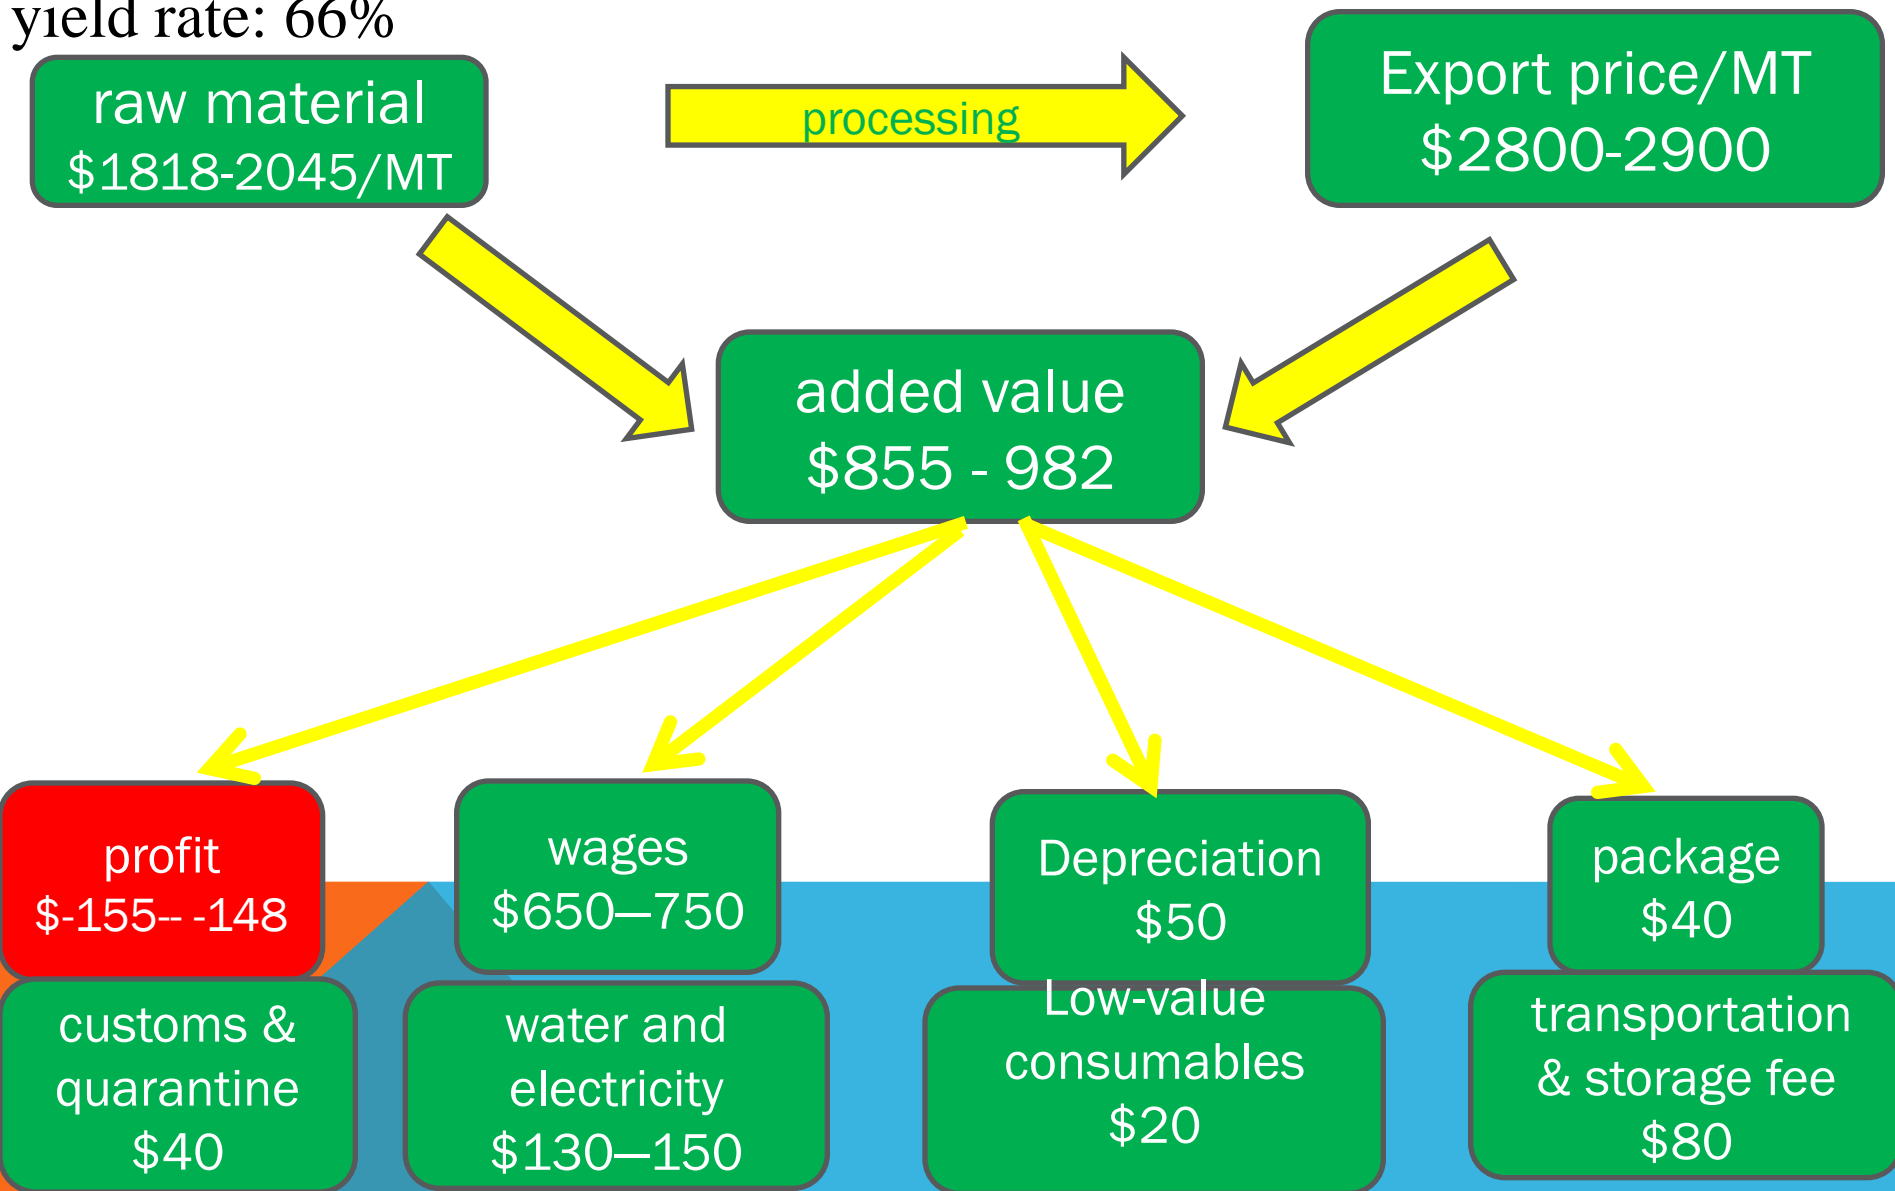 yield rate: 66%
raw material
$1818-2045/MT
processing
Export price/MT
$2800-2900
added value
$855 - 982
profit
$-155-- -148
wages
$650—750
Depreciation
$50
package
$40
customs &
quarantine
$40
water and
electricity
$130—150
Low-value
consumables
$20
transportation
& storage fee
$80